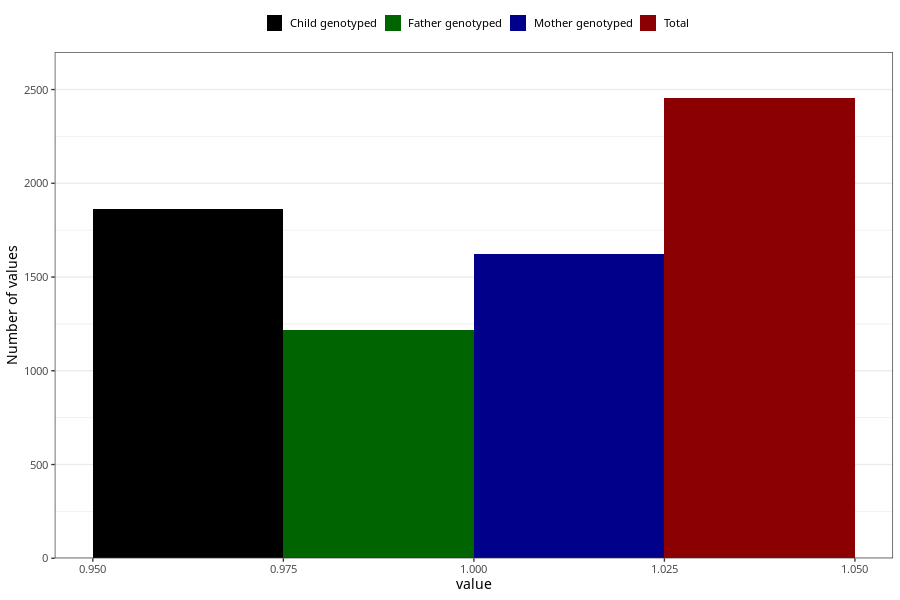 Child genotyped Father genotyped Mother genotyped Total
Number of values
2500
2000
1500
1000
500
0
0.950 0.975 1.000 1.025 1.050
value